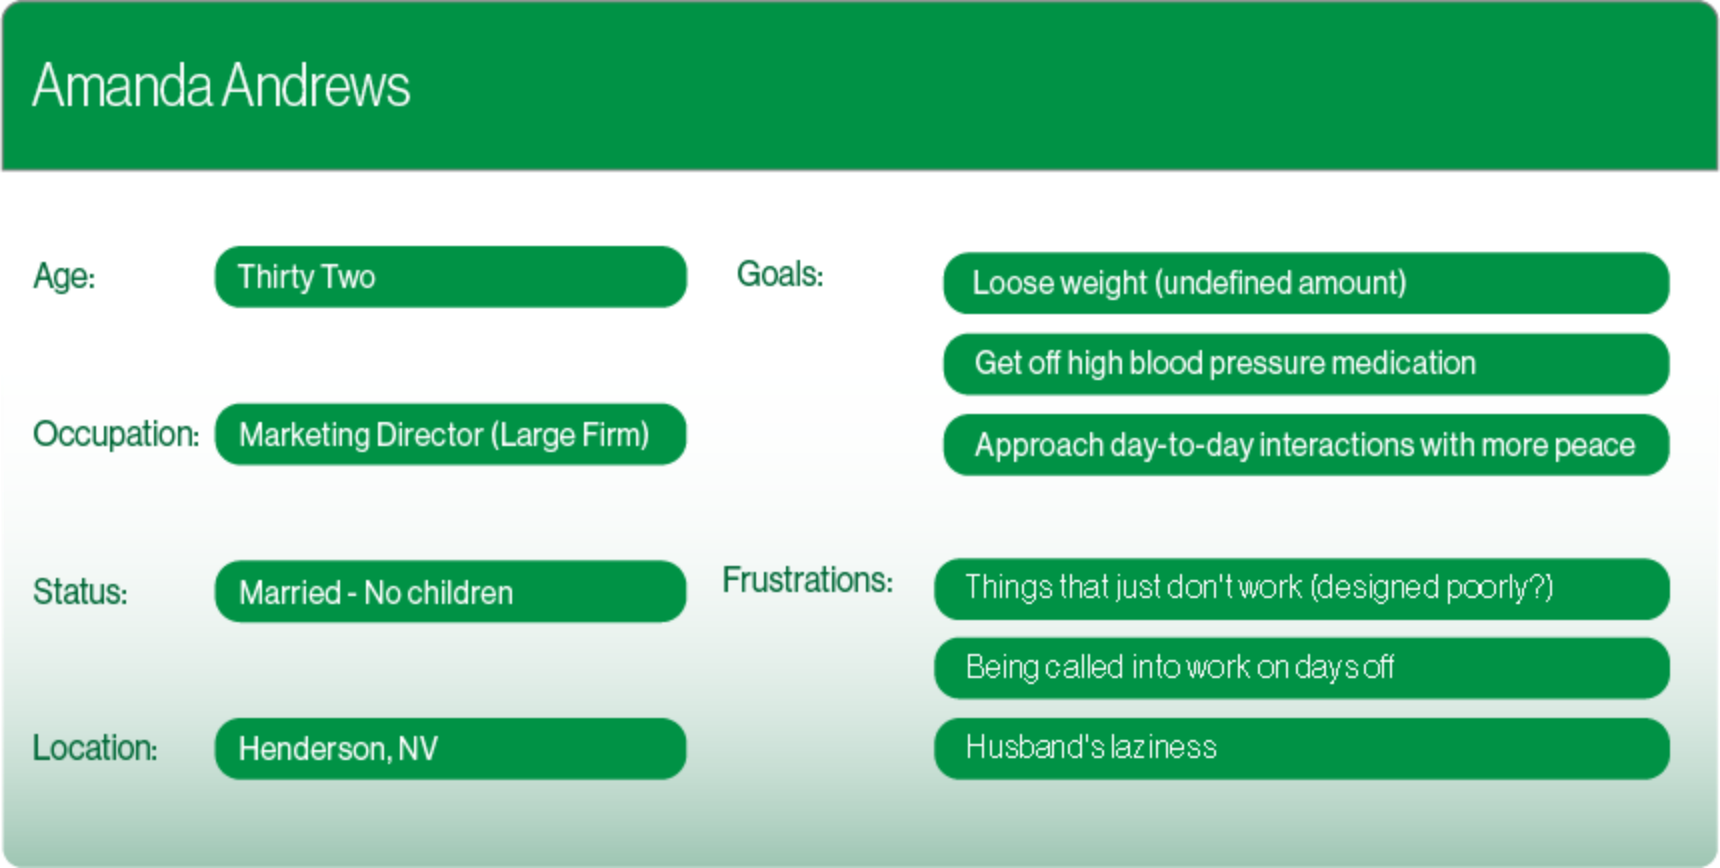 Amanda Andrews
Age:
Thirty Two
Occupation:
Marketing Director (Large Firm)
Status:
Married - No children
Location:
Henderson, NV
Goals:
Loose weight (undefined amount)
Get off high blood pressure medication
Approach day-to-day interactions with more peace
Frustrations:
Things that just don't work (designed poorly?)
Being called into work on days off
Husband's laziness